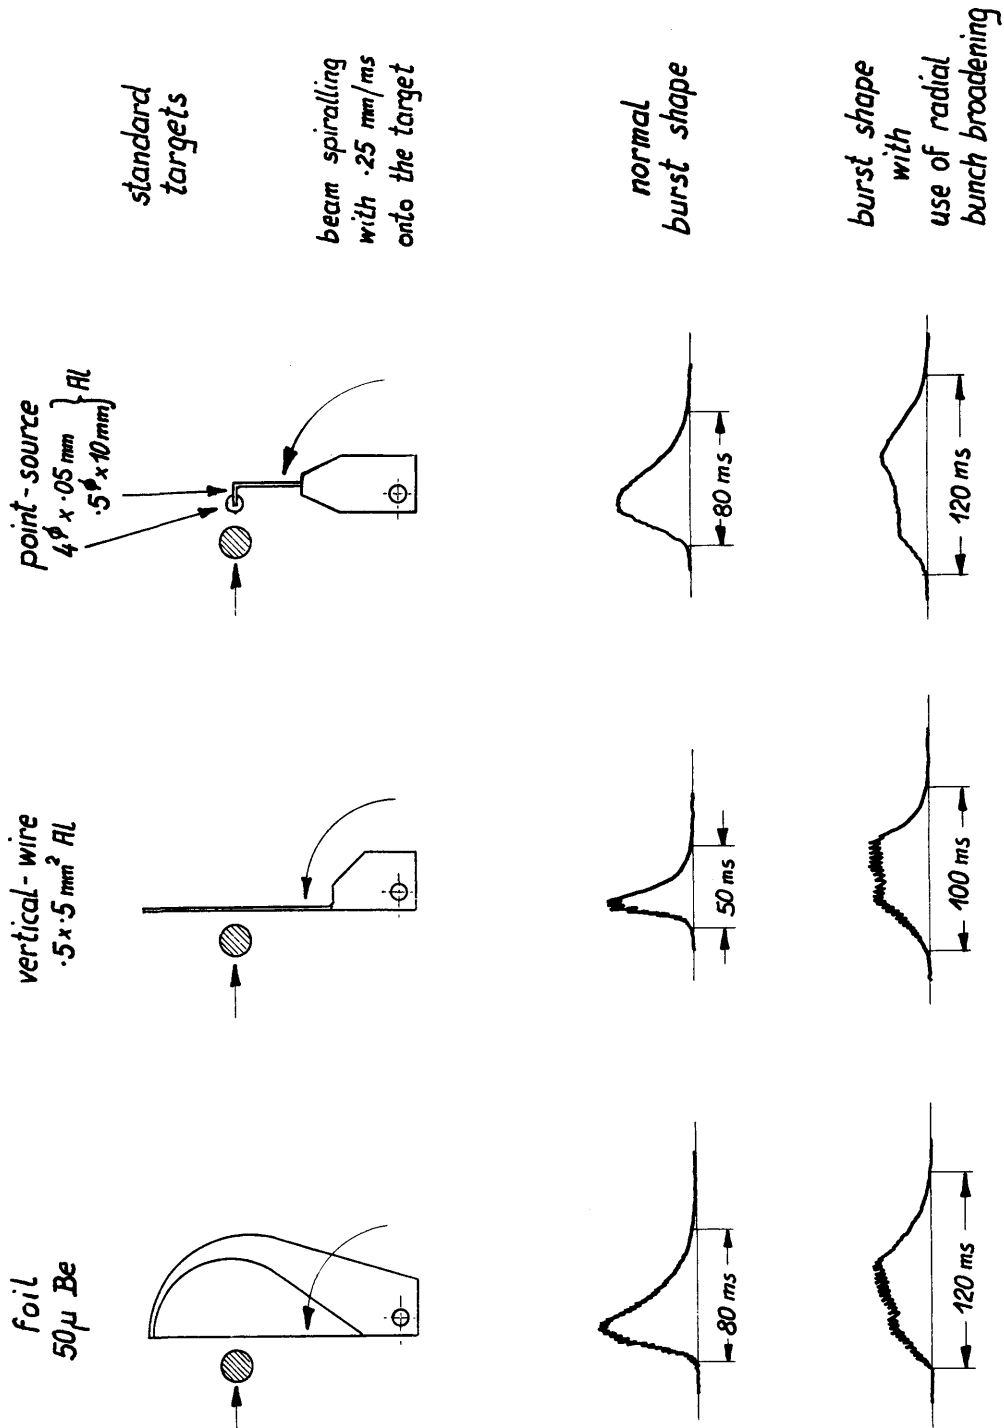 foil
50μ Be
vertical-wire
.5x.5 mm² Al
point-source
4ϕ x .05 mm } Al
.5ϕ x 10 mm
standard
targets
beam spiralling
with .25 mm/ms
onto the target
80 ms
50 ms
80 ms
normal
burst shape
120 ms
100 ms
120 ms
burst shape
with
use of radial
bunch broadening